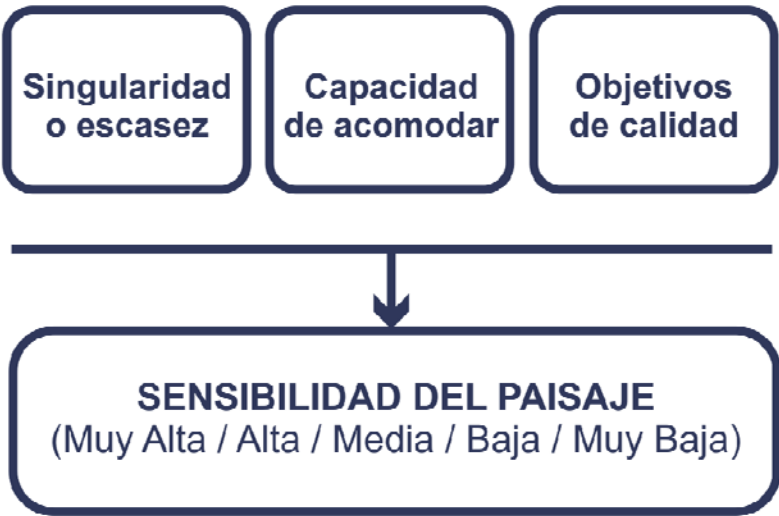 Singularidad
o escasez
Capacidad
de acomodar
Objetivos
de calidad
SENSIBILIDAD DEL PAISAJE
(Muy Alta / Alta / Media / Baja / Muy Baja)